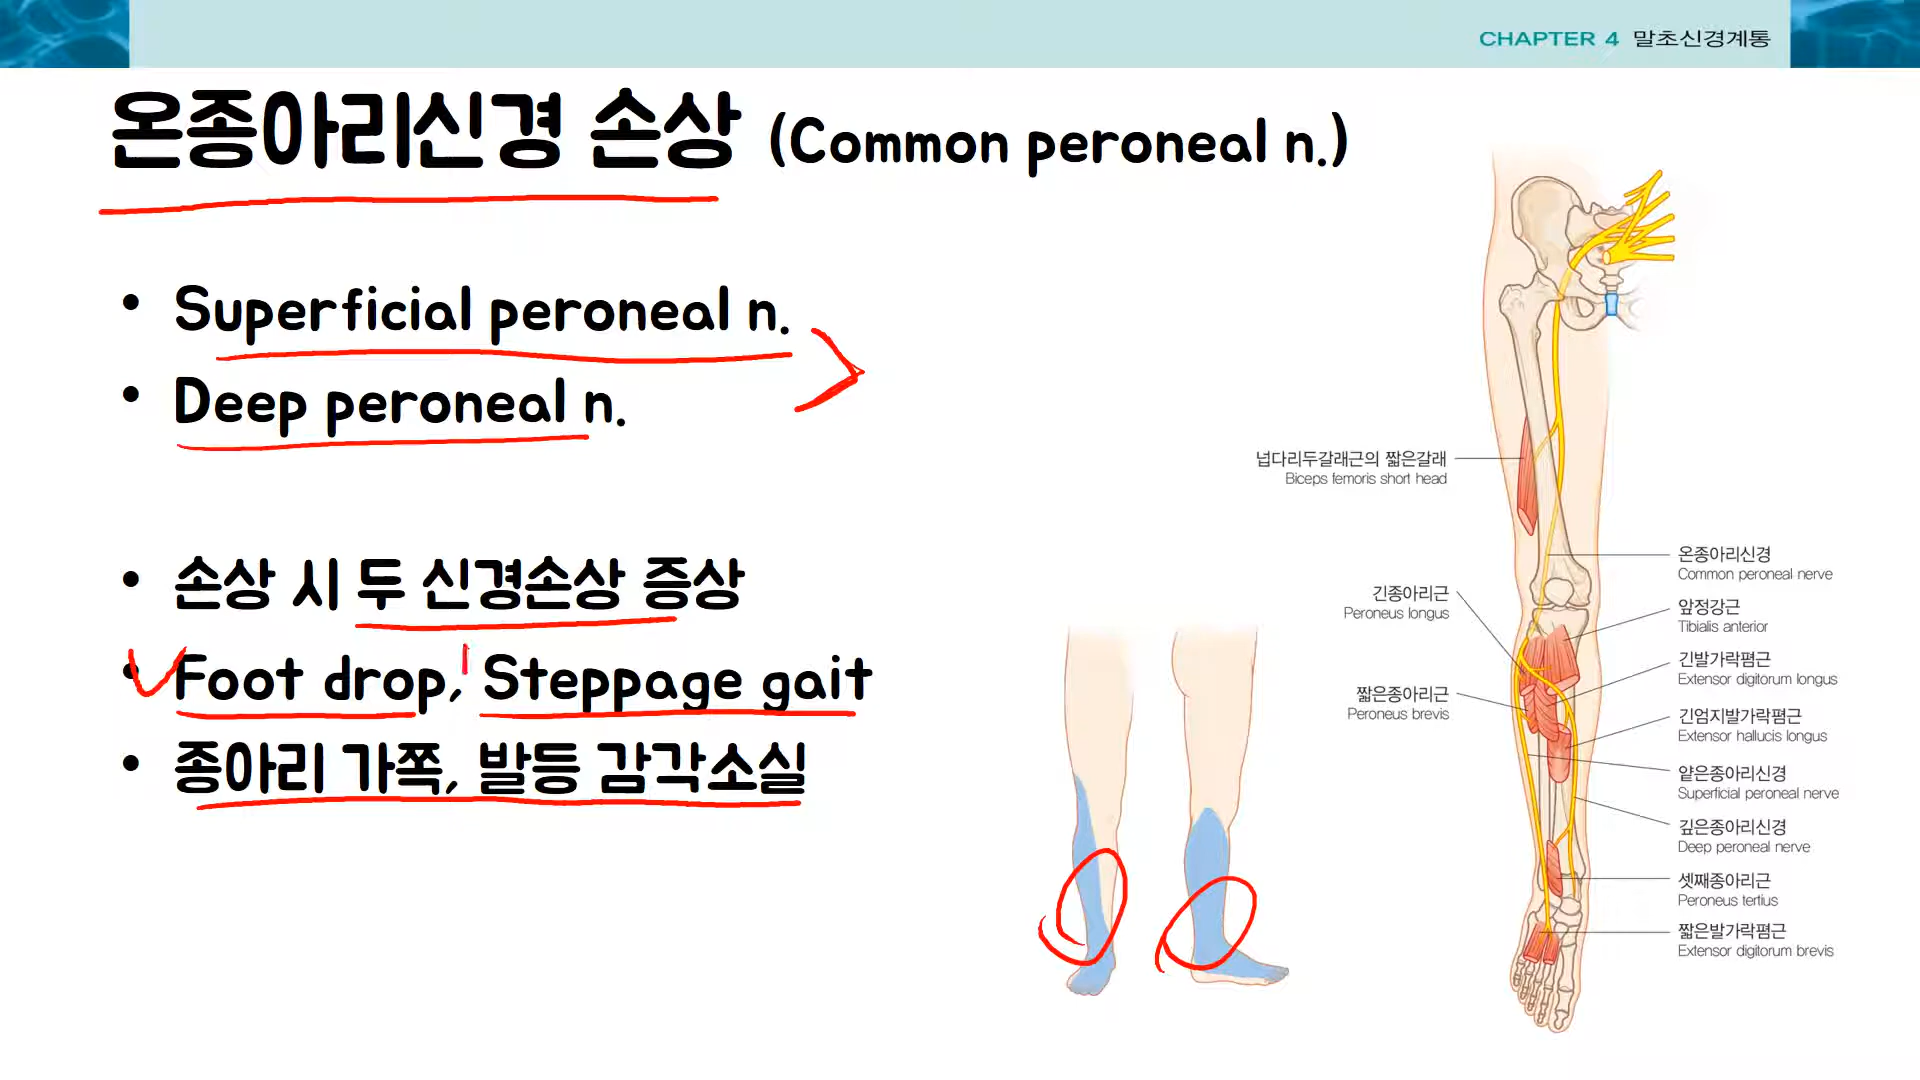 CHAPTER 4 말초신경계통
온종아리신경 손상 (Common peroneal n.)
• Superficial peroneal n.
• Deep peroneal n.
• 손상 시 두 신경손상 증상
• Foot drop, Steppage gait
• 종아리 가쪽, 발등 감각소실
넙다리두갈래근의 짧은갈래
Biceps femoris short head
긴종아리근
Peroneus longus
짧은종아리근
Peroneus brevis
온종아리신경
Common peroneal nerve
앞정강근
Tibialis anterior
긴발가락폄근
Extensor digitorum longus
긴엄지발가락폄근
Extensor hallucis longus
얕은종아리신경
Superficial peroneal nerve
깊은종아리신경
Deep peroneal nerve
셋째종아리근
Peroneus tertius
짧은발가락폄근
Extensor digitorum brevis